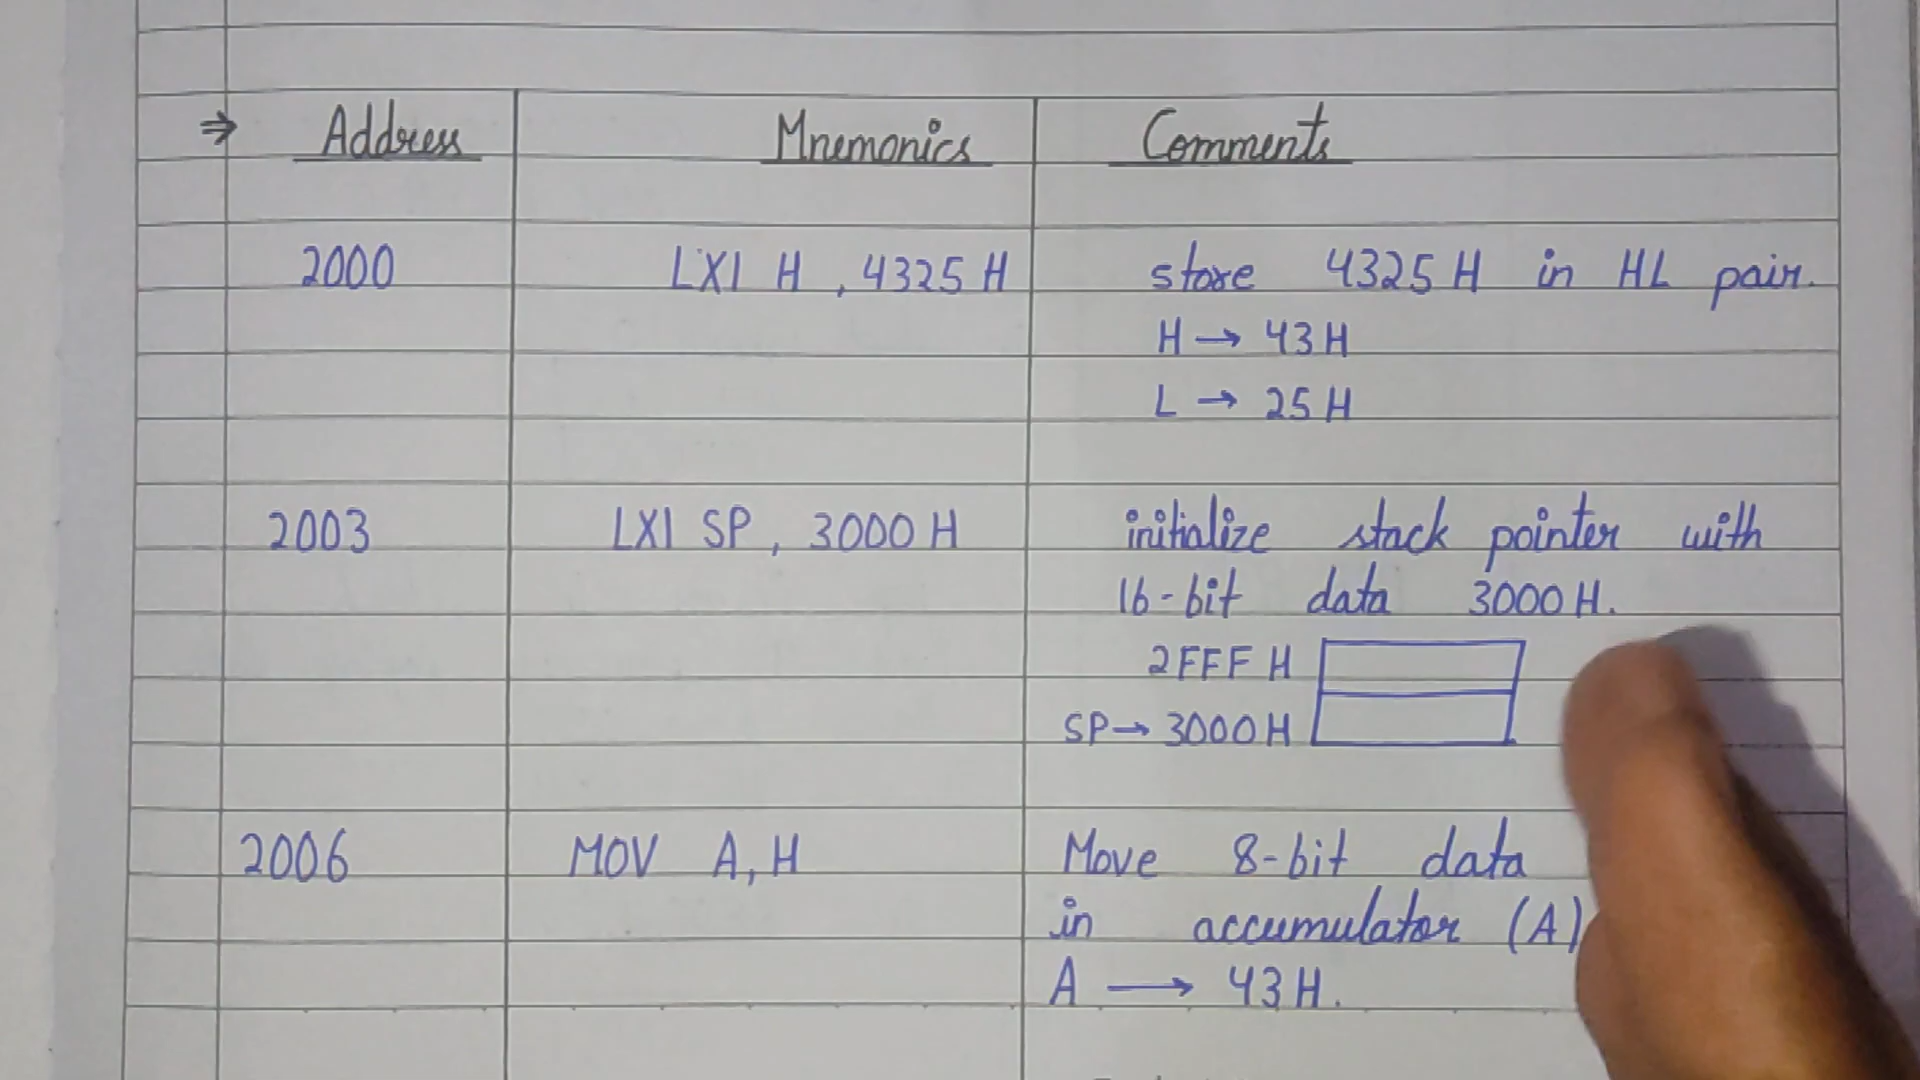 ⇒ Address Mnemonics Comments
2000 LXI H , 4325 H store 4325 H in HL pair.
H → 43 H
L → 25 H
2003 LXI SP , 3000 H initialize stack pointer with
16-bit data 3000 H.
2FFF H
SP → 3000 H
2006 MOV A, H Move 8-bit data
in accumulator (A)
A → 43 H.